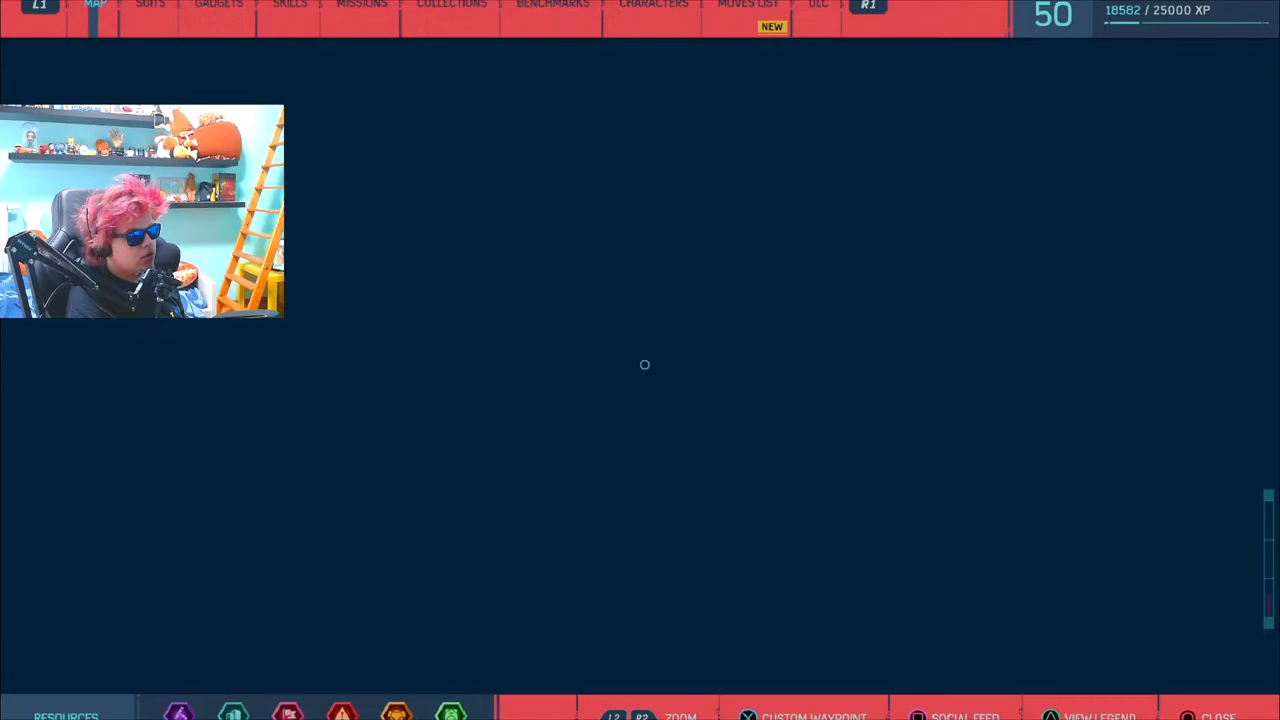 L1 MAP SUITS GADGETS SKILLS MISSIONS COLLECTIONS BENCHMARKS CHARACTERS MOVES LIST DLC R1
NEW
50
18582 / 25000 XP
RESOURCES
L2 R2 ZOOM CUSTOM WAYPOINT SOCIAL FEED VIEW LEGEND CLOSE